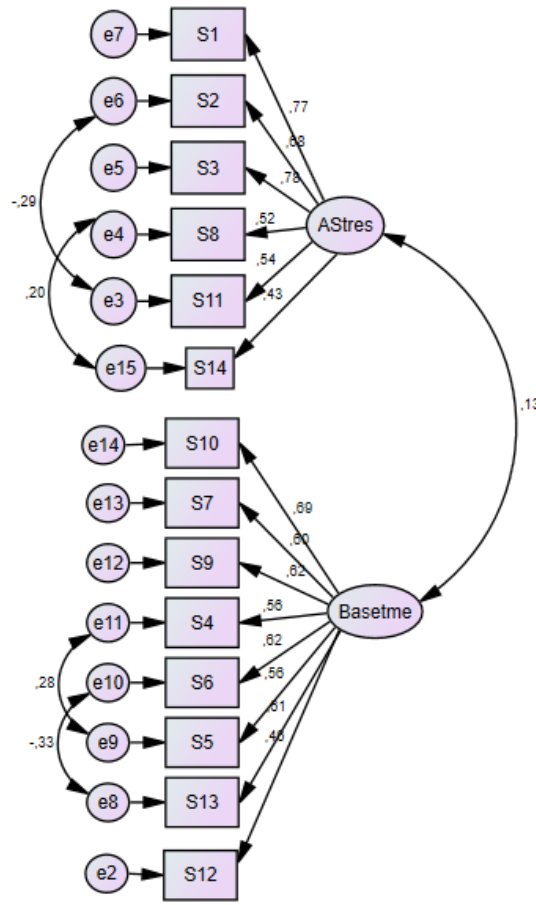 e7
S1
e6
S2
,77
,68
e5
S3
,78
-,29
e4
S8
,52
AStres
,54
,20
e3
S11
,43
e15
S14
,13
e14
S10
e13
S7
,69
,60
e12
S9
,62
e11
S4
,56
Basetme
,62
,28
e10
S6
,56
,61
-,33
e9
S5
e8
S13
e2
S12